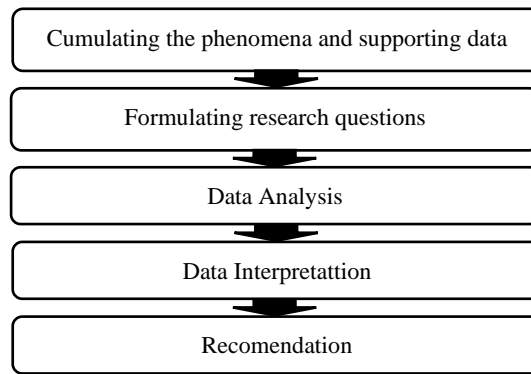 Cumulating the phenomena and supporting data
Formulating research questions
Data Analysis
Data Interpretattion
Recomendation